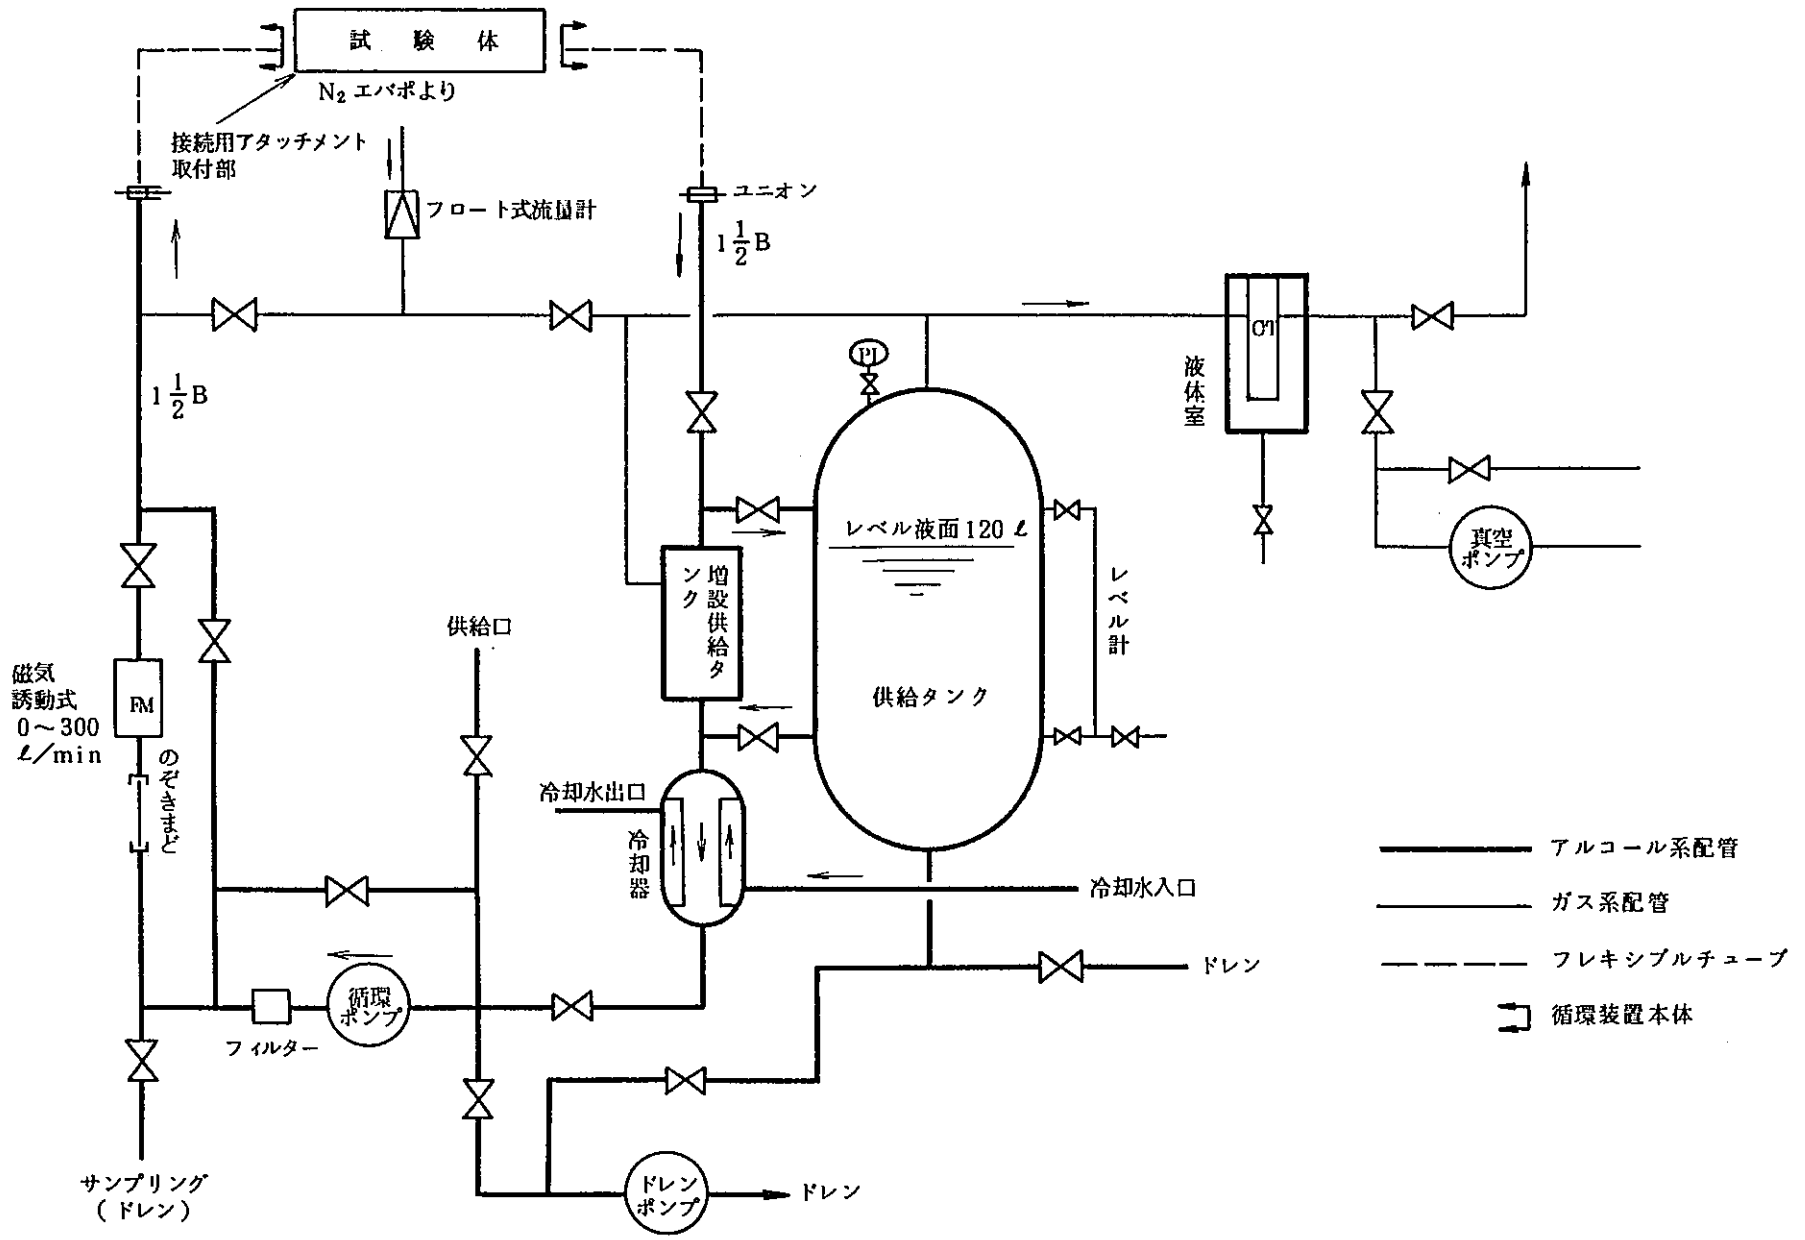 試験体
N₂エバポより
接続用アタッチメント
取付部
フロート式流量計
ユニオン
1 1/2 B
1 1/2 B
PI
CT
液体室
レベル液面120ℓ
レベル計
真空
ポンプ
増設供給タ
ンク
供給口
供給タンク
磁気
誘動式
0～300
ℓ/min
FM
のぞきまど
冷却水出口
冷却器
冷却水入口
アルコール系配管
ガス系配管
フレキシブルチューブ
循環装置本体
ドレン
循環
ポンプ
フィルター
サンプリング
(ドレン)
ドレン
ポンプ
ドレン